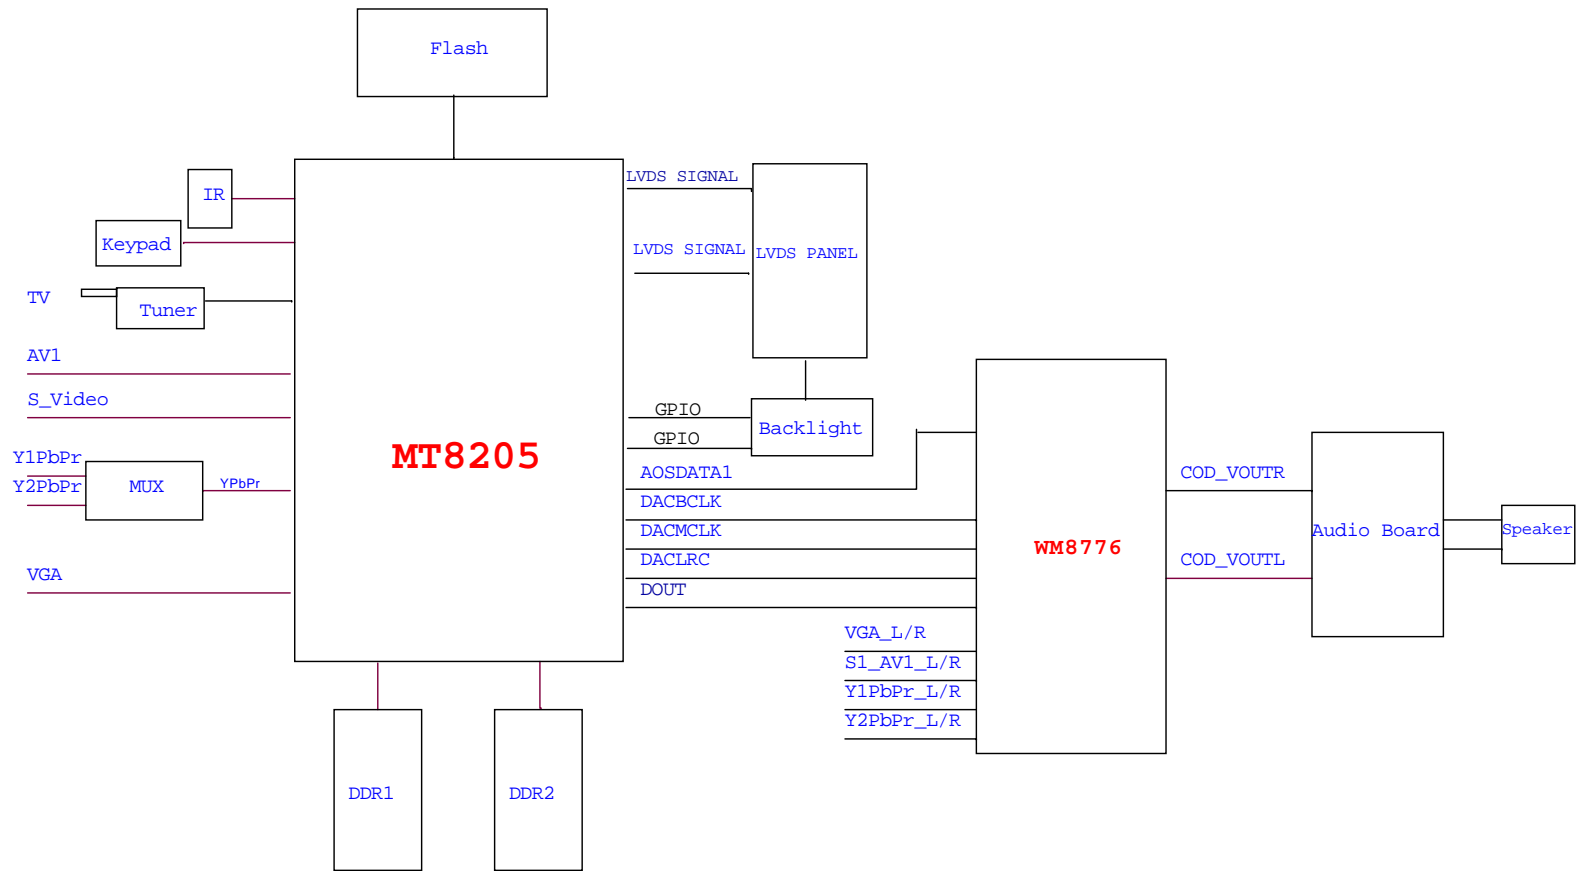 Flash
IR
LVDS SIGNAL
Keypad
LVDS SIGNAL
LVDS PANEL
TV
Tuner
AV1
S_Video
GPIO
Backlight
GPIO
MT8205
Y1PbPr
Y2PbPr
MUX
YPbPr
AOSDATA1
COD_VOUTR
DACBCLK
DACMCLK
Audio Board
Speaker
WM8776
DACLRC
COD_VOUTL
VGA
DOUT
VGA_L/R
S1_AV1_L/R
Y1PbPr_L/R
Y2PbPr_L/R
DDR1
DDR2